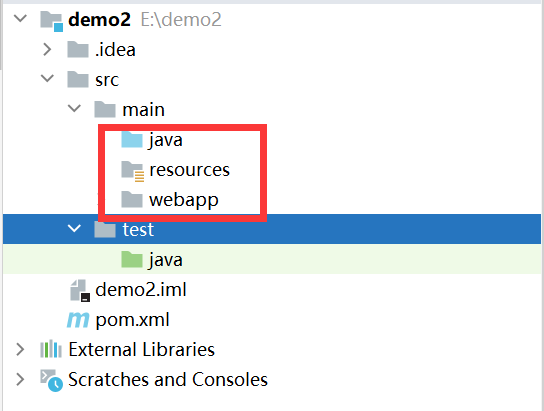 demo2 E:\demo2
.idea
src
main
java
resources
webapp
test
java
demo2.iml
pom.xml
External Libraries
Scratches and Consoles